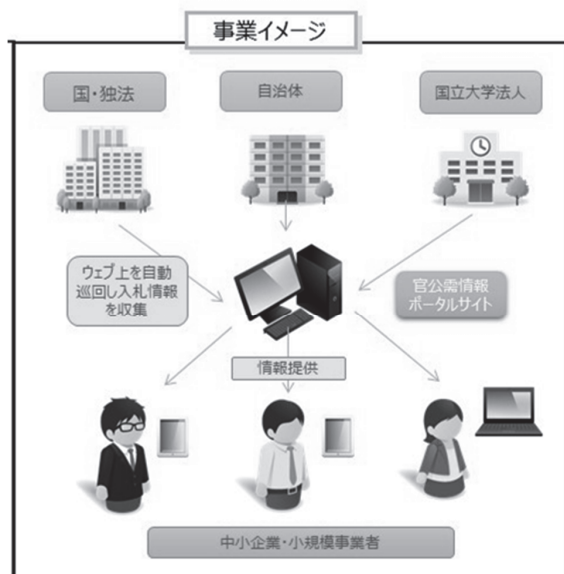 事業イメージ
国・独法
自治体
国立大学法人
ウェブ上を自動
巡回し入札情報
を収集
官公需情報
ポータルサイト
情報提供
中小企業・小規模事業者